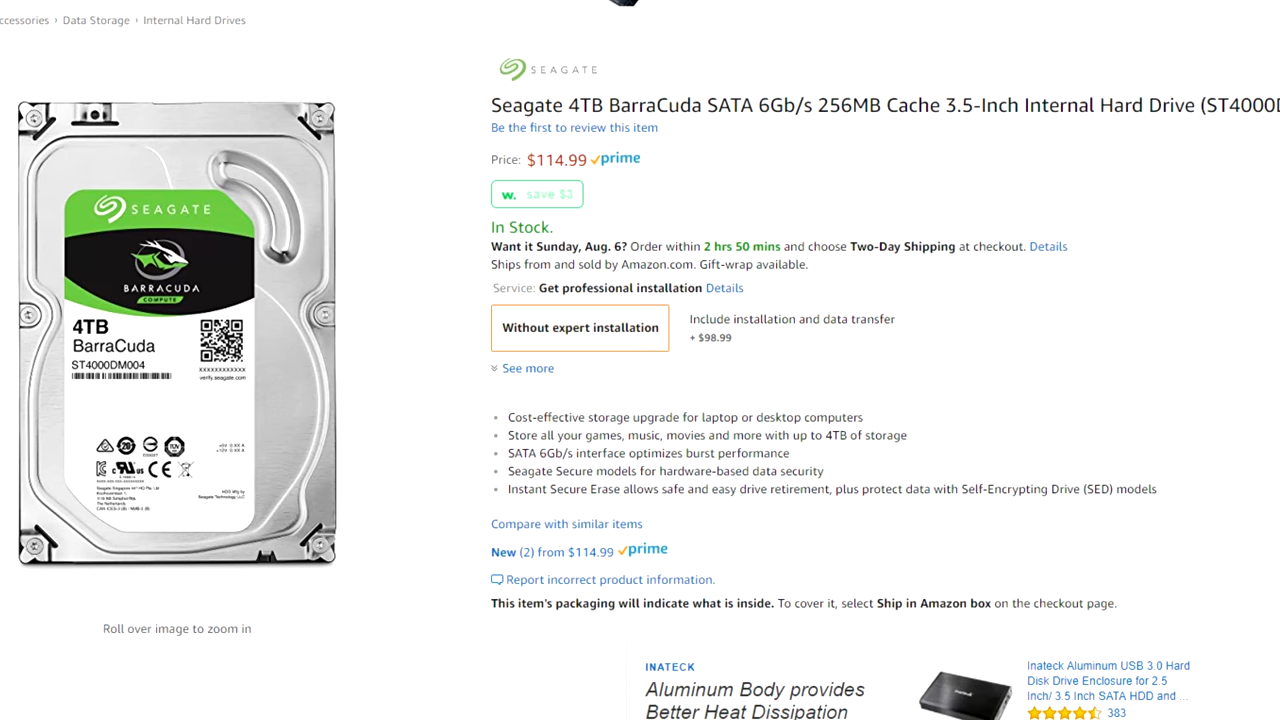 ccessories › Data Storage › Internal Hard Drives
SEAGATE
Seagate 4TB BarraCuda SATA 6Gb/s 256MB Cache 3.5-Inch Internal Hard Drive (ST4000D
Be the first to review this item
Price: $114.99 prime
w. save $3
In Stock.
Want it Sunday, Aug. 6? Order within 2 hrs 50 mins and choose Two-Day Shipping at checkout. Details
Ships from and sold by Amazon.com. Gift-wrap available.
Service: Get professional installation Details
Without expert installation
Include installation and data transfer
+ $98.99
See more
• Cost-effective storage upgrade for laptop or desktop computers
• Store all your games, music, movies and more with up to 4TB of storage
• SATA 6Gb/s interface optimizes burst performance
• Seagate Secure models for hardware-based data security
• Instant Secure Erase allows safe and easy drive retirement, plus protect data with Self-Encrypting Drive (SED) models
Compare with similar items
New (2) from $114.99 prime
Report incorrect product information.
This item's packaging will indicate what is inside. To cover it, select Ship in Amazon box on the checkout page.
SEAGATE
BARRACUDA
COMPUTE
4TB
BarraCuda
ST4000DM004
XXXXXXXXXXXX
verify.seagate.com
Roll over image to zoom in
INATECK
Aluminum Body provides
Better Heat Dissipation
Inateck Aluminum USB 3.0 Hard
Disk Drive Enclosure for 2.5
Inch/ 3.5 Inch SATA HDD and ...
383